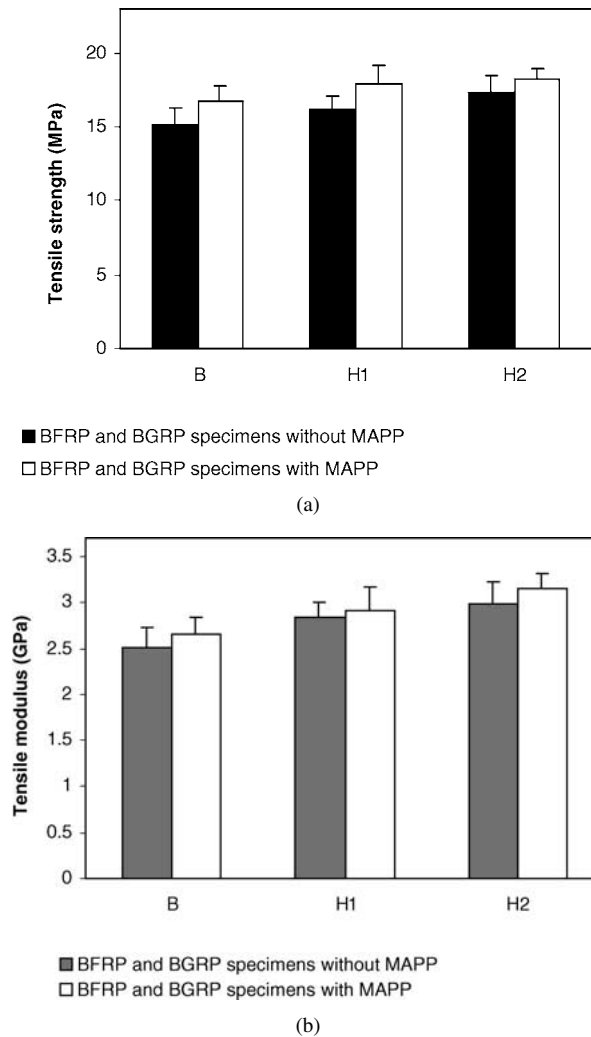 Tensile strength (MPa)
20
15
10
5
0
B H1 H2
BFRP and BGRP specimens without MAPP
BFRP and BGRP specimens with MAPP
(a)
Tensile modulus (GPa)
3.5
3
2.5
2
1.5
1
0.5
0
B H1 H2
BFRP and BGRP specimens without MAPP
BFRP and BGRP specimens with MAPP
(b)